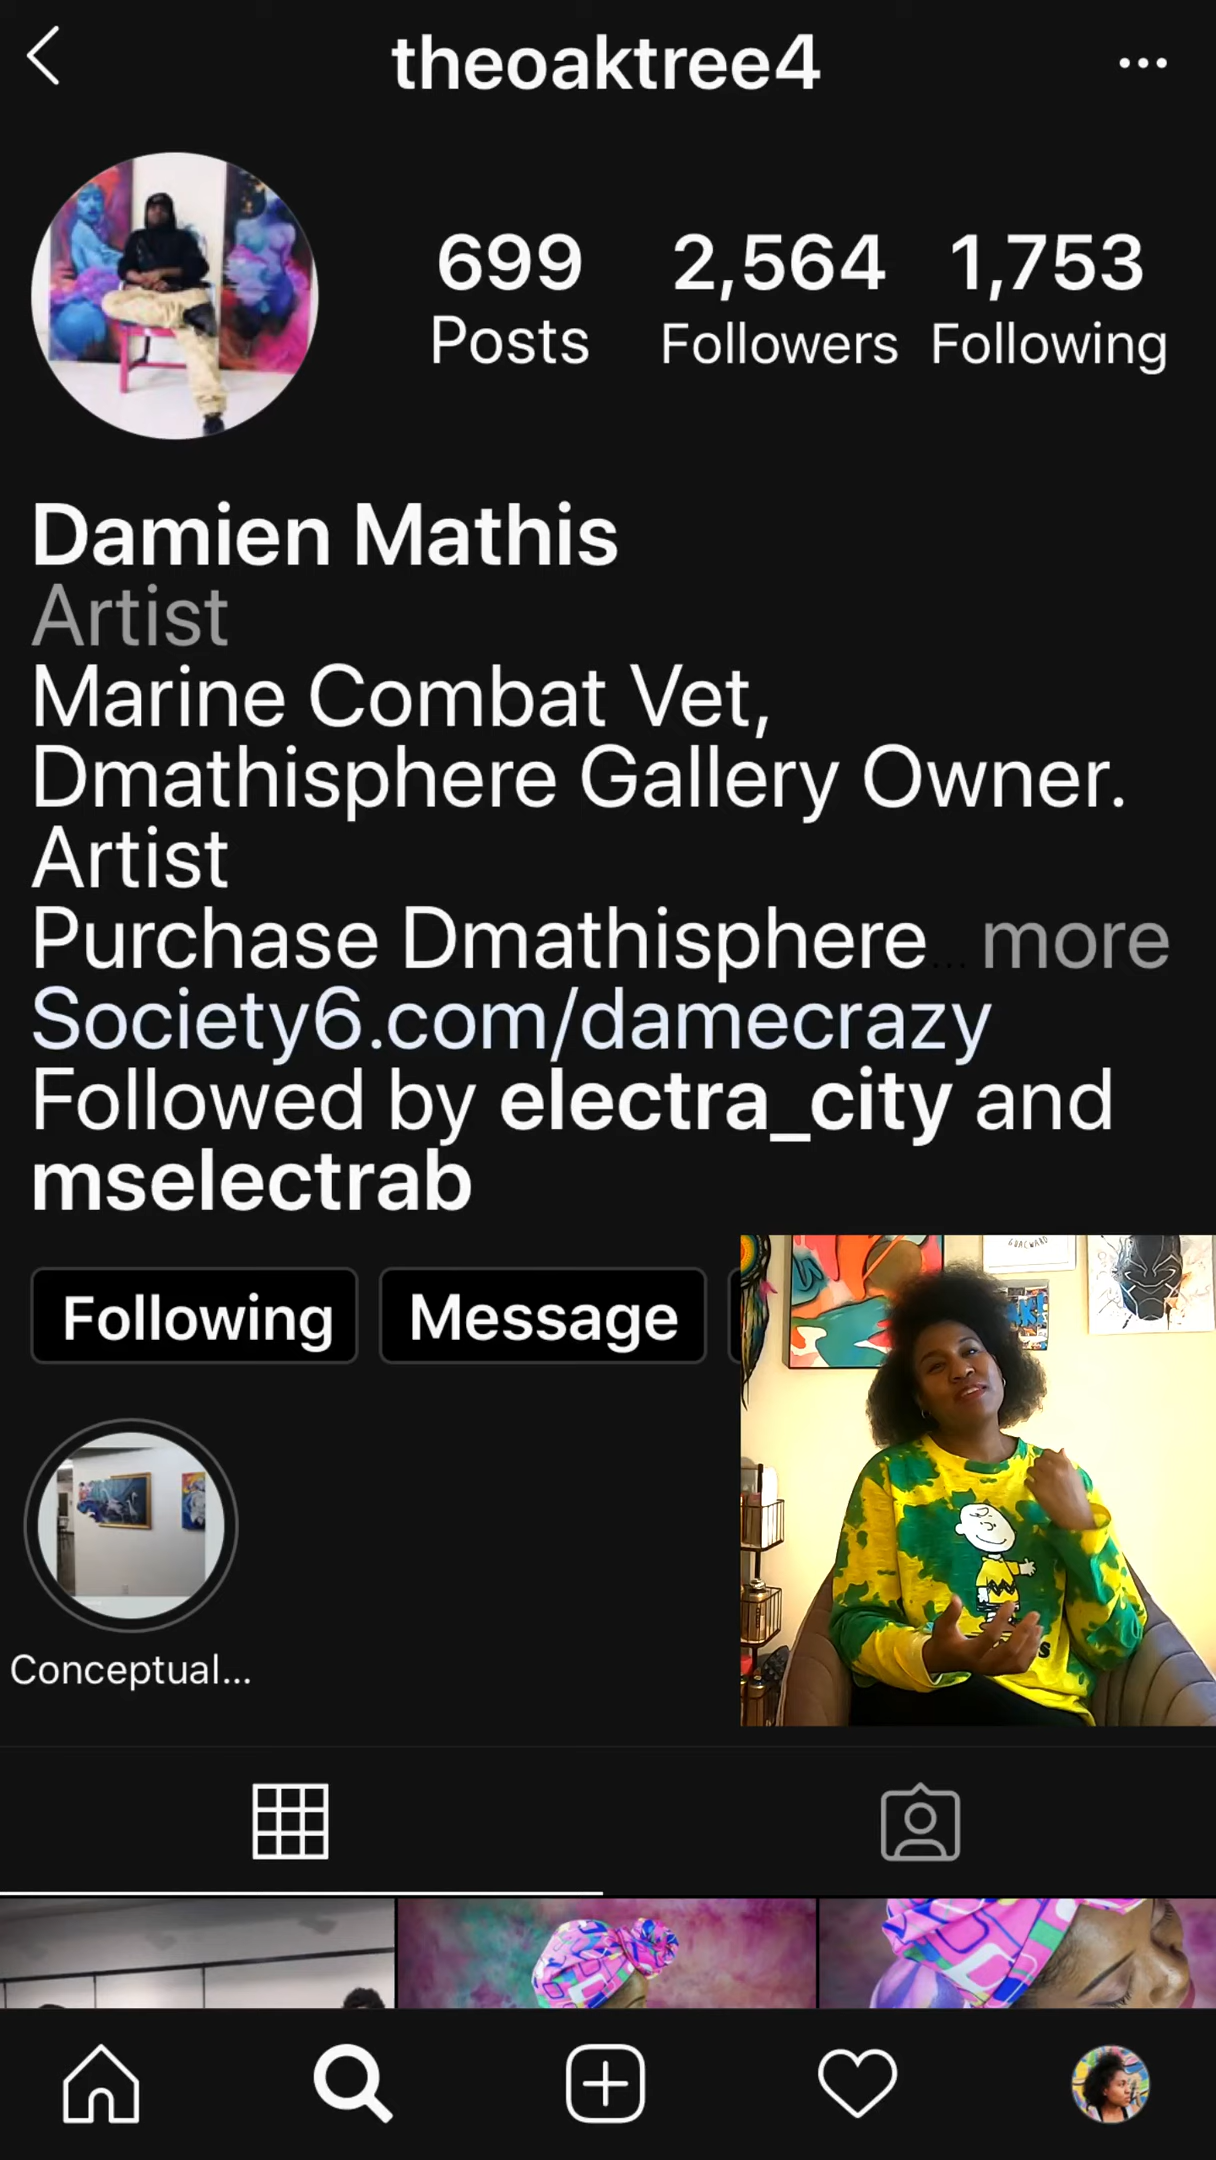 theoaktree4
699
Posts
2,564
Followers
1,753
Following
Damien Mathis
Artist
Marine Combat Vet,
Dmathisphere Gallery Owner.
Artist
Purchase Dmathisphere... more
Society6.com/damecrazy
Followed by electra_city and
mselectrab
Following
Message
Conceptual...